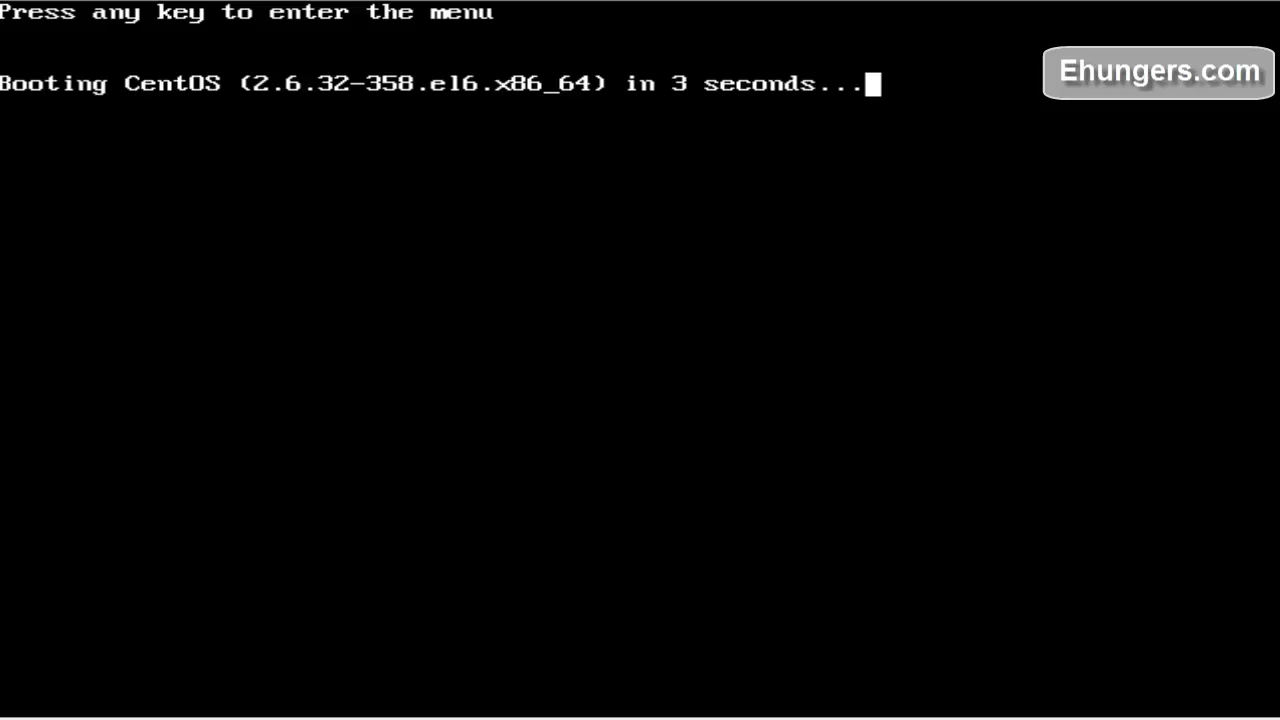 Press any key to enter the menu
Booting CentOS (2.6.32-358.el6.x86_64) in 3 seconds...
Ehungers.com